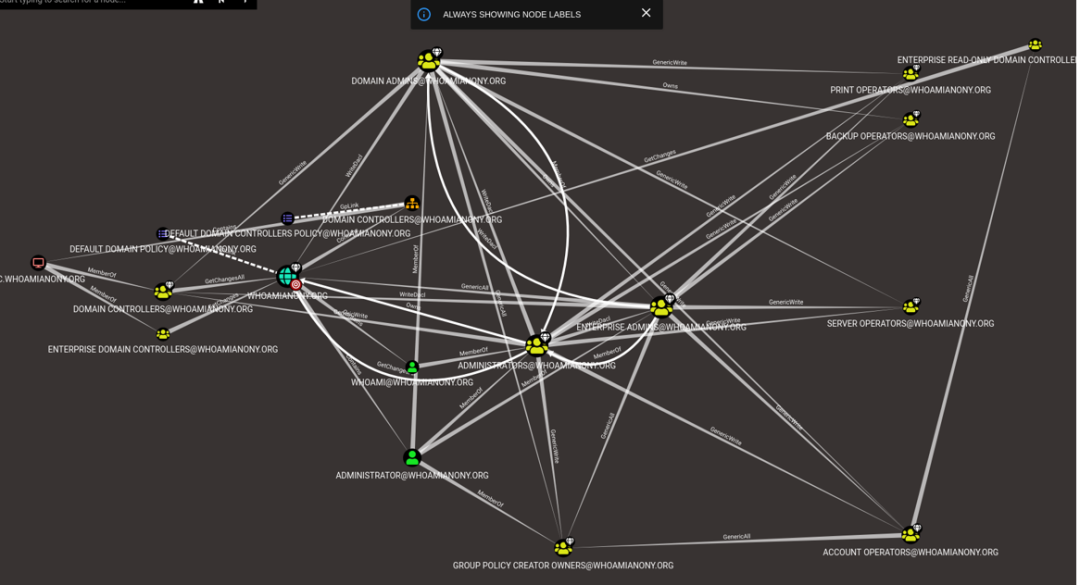 Start typing to search for a node...
ALWAYS SHOWING NODE LABELS
ENTERPRISE READ-ONLY DOMAIN CONTROLLE
DOMAIN ADMINS@WHOAMIANONY.ORG
GenericWrite
PRINT OPERATORS@WHOAMIANONY.ORG
Owns
BACKUP OPERATORS@WHOAMIANONY.ORG
GetChanges
GenericWrite
WriteDacl
GenericWrite
GenericWrite
GenericWrite
GenericWrite
WriteDacl
GpLink
DOMAIN CONTROLLERS@WHOAMIANONY.ORG
DEFAULT DOMAIN CONTROLLERS POLICY@WHOAMIANONY.ORG
DEFAULT DOMAIN POLICY@WHOAMIANONY.ORG
WriteDacl
MemberOf
MemberOf
C.WHOAMIANONY.ORG
GetChangesAll
GenericAll
GenericAll
WHOAMIANONY.ORG
WriteDacl
MemberOf
DOMAIN CONTROLLERS@WHOAMIANONY.ORG
GenericWrite
SERVER OPERATORS@WHOAMIANONY.ORG
ENTERPRISE ADMINS@WHOAMIANONY.ORG
GenericWrite
ENTERPRISE DOMAIN CONTROLLERS@WHOAMIANONY.ORG
MemberOf
MemberOf
ADMINISTRATORS@WHOAMIANONY.ORG
WHOAMI@WHOAMIANONY.ORG
MemberOf
GenericWrite
GenericAll
GenericWrite
GenericWrite
ADMINISTRATOR@WHOAMIANONY.ORG
MemberOf
GenericAll
ACCOUNT OPERATORS@WHOAMIANONY.ORG
GROUP POLICY CREATOR OWNERS@WHOAMIANONY.ORG